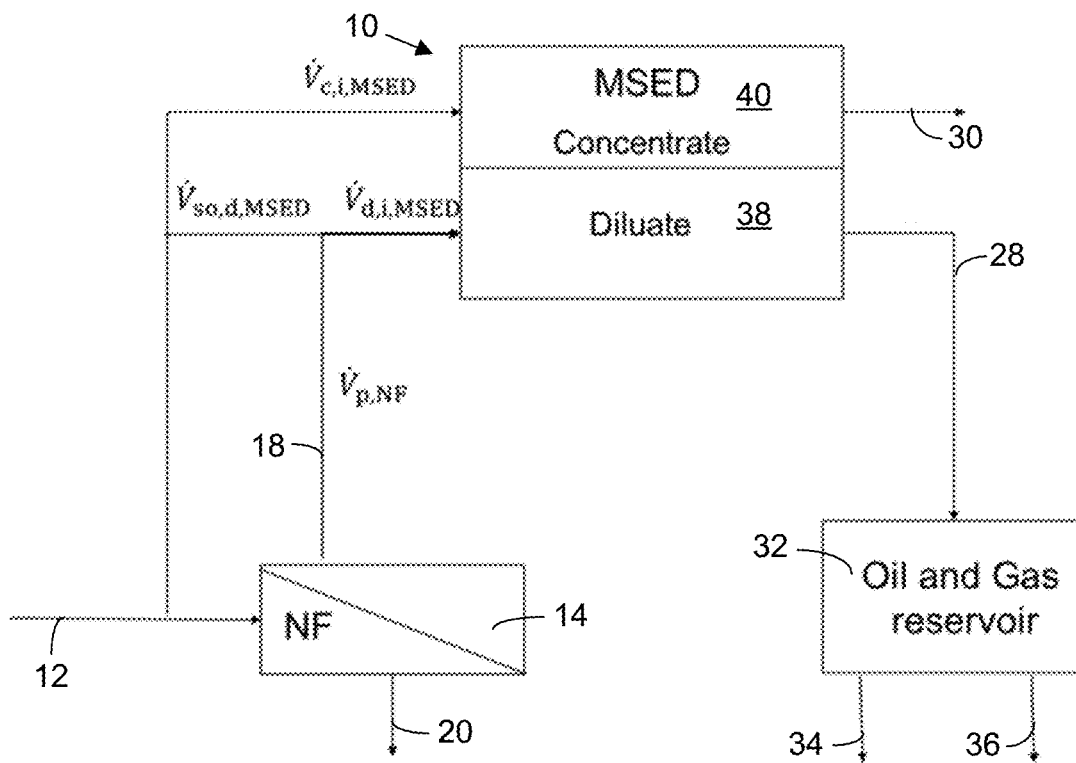 10
V̇c,i,MSED
MSED 40
Concentrate
30
V̇so,d,MSED V̇d,i,MSED
Diluate 38
28
V̇p,NF
18
32 Oil and Gas
reservoir
NF 14
12
20
34 36